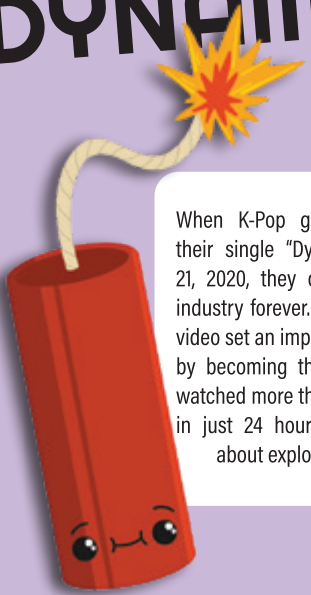 DYNAM
When K-Pop g
their single “Dy
21, 2020, they c
industry forever.
video set an imp
by becoming th
watched more th
in just 24 hour
about explo